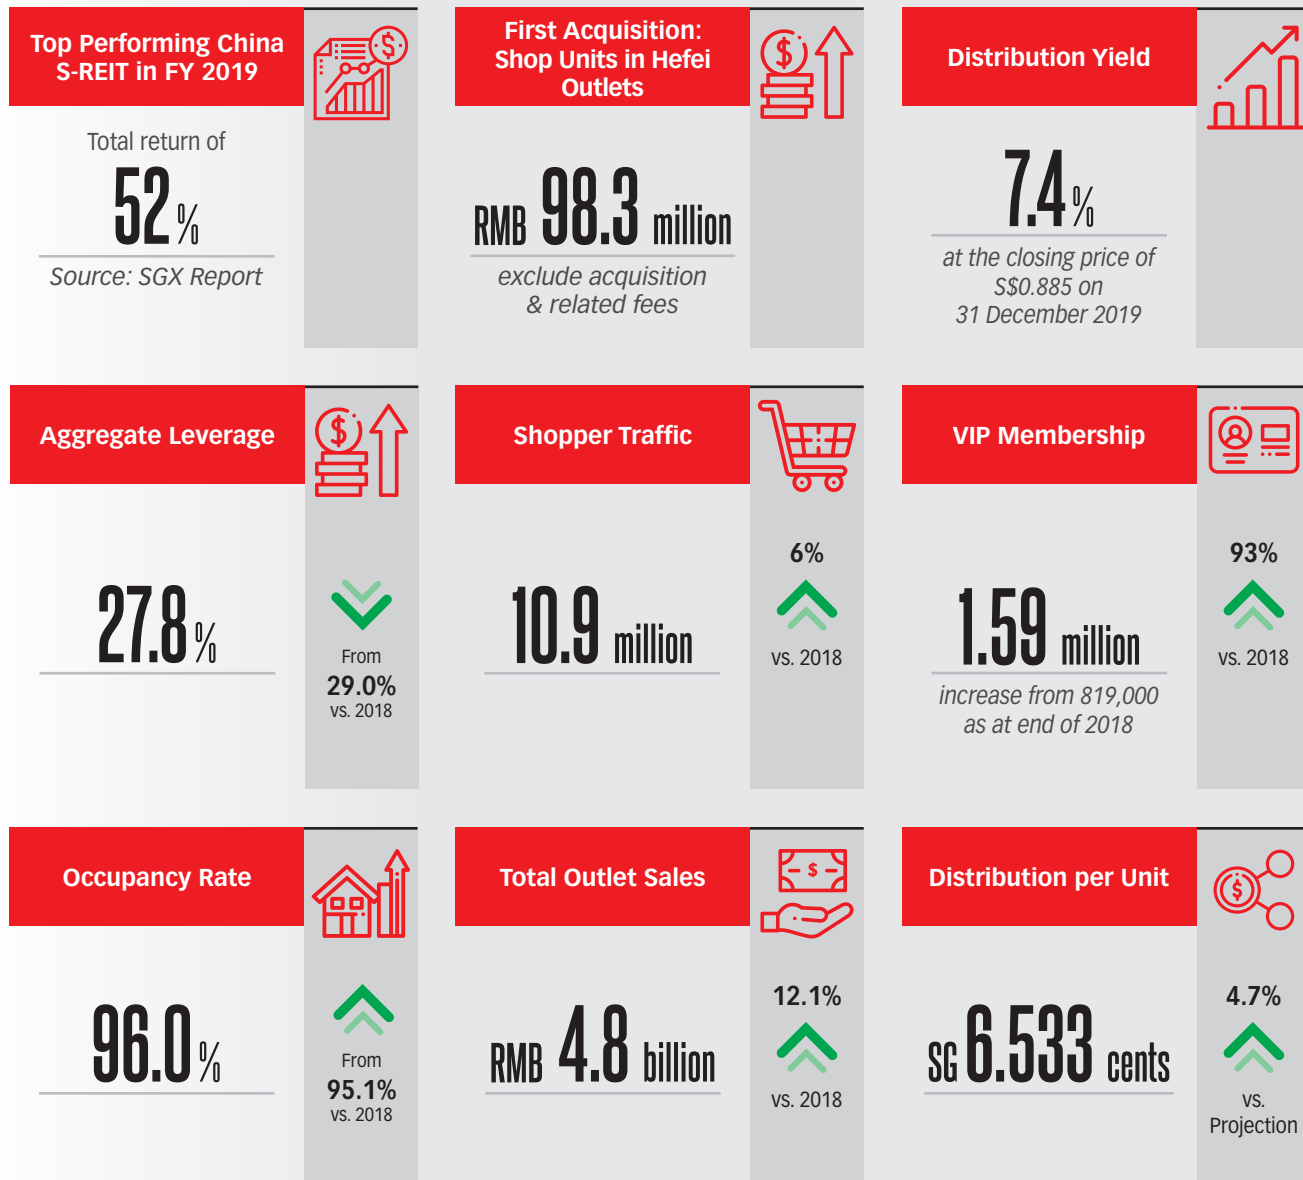 Top Performing China
S-REIT in FY 2019
Total return of
52%
Source: SGX Report
First Acquisition:
Shop Units in Hefei
Outlets
RMB 98.3 million
exclude acquisition
& related fees
Distribution Yield
7.4%
at the closing price of
S$0.885 on
31 December 2019
Aggregate Leverage
27.8%
From
29.0%
vs. 2018
Shopper Traffic
10.9 million
6%
vs. 2018
VIP Membership
1.59 million
increase from 819,000
as at end of 2018
93%
vs. 2018
Occupancy Rate
96.0%
From
95.1%
vs. 2018
Total Outlet Sales
RMB 4.8 billion
12.1%
vs. 2018
Distribution per Unit
SG 6.533 cents
4.7%
vs.
Projection